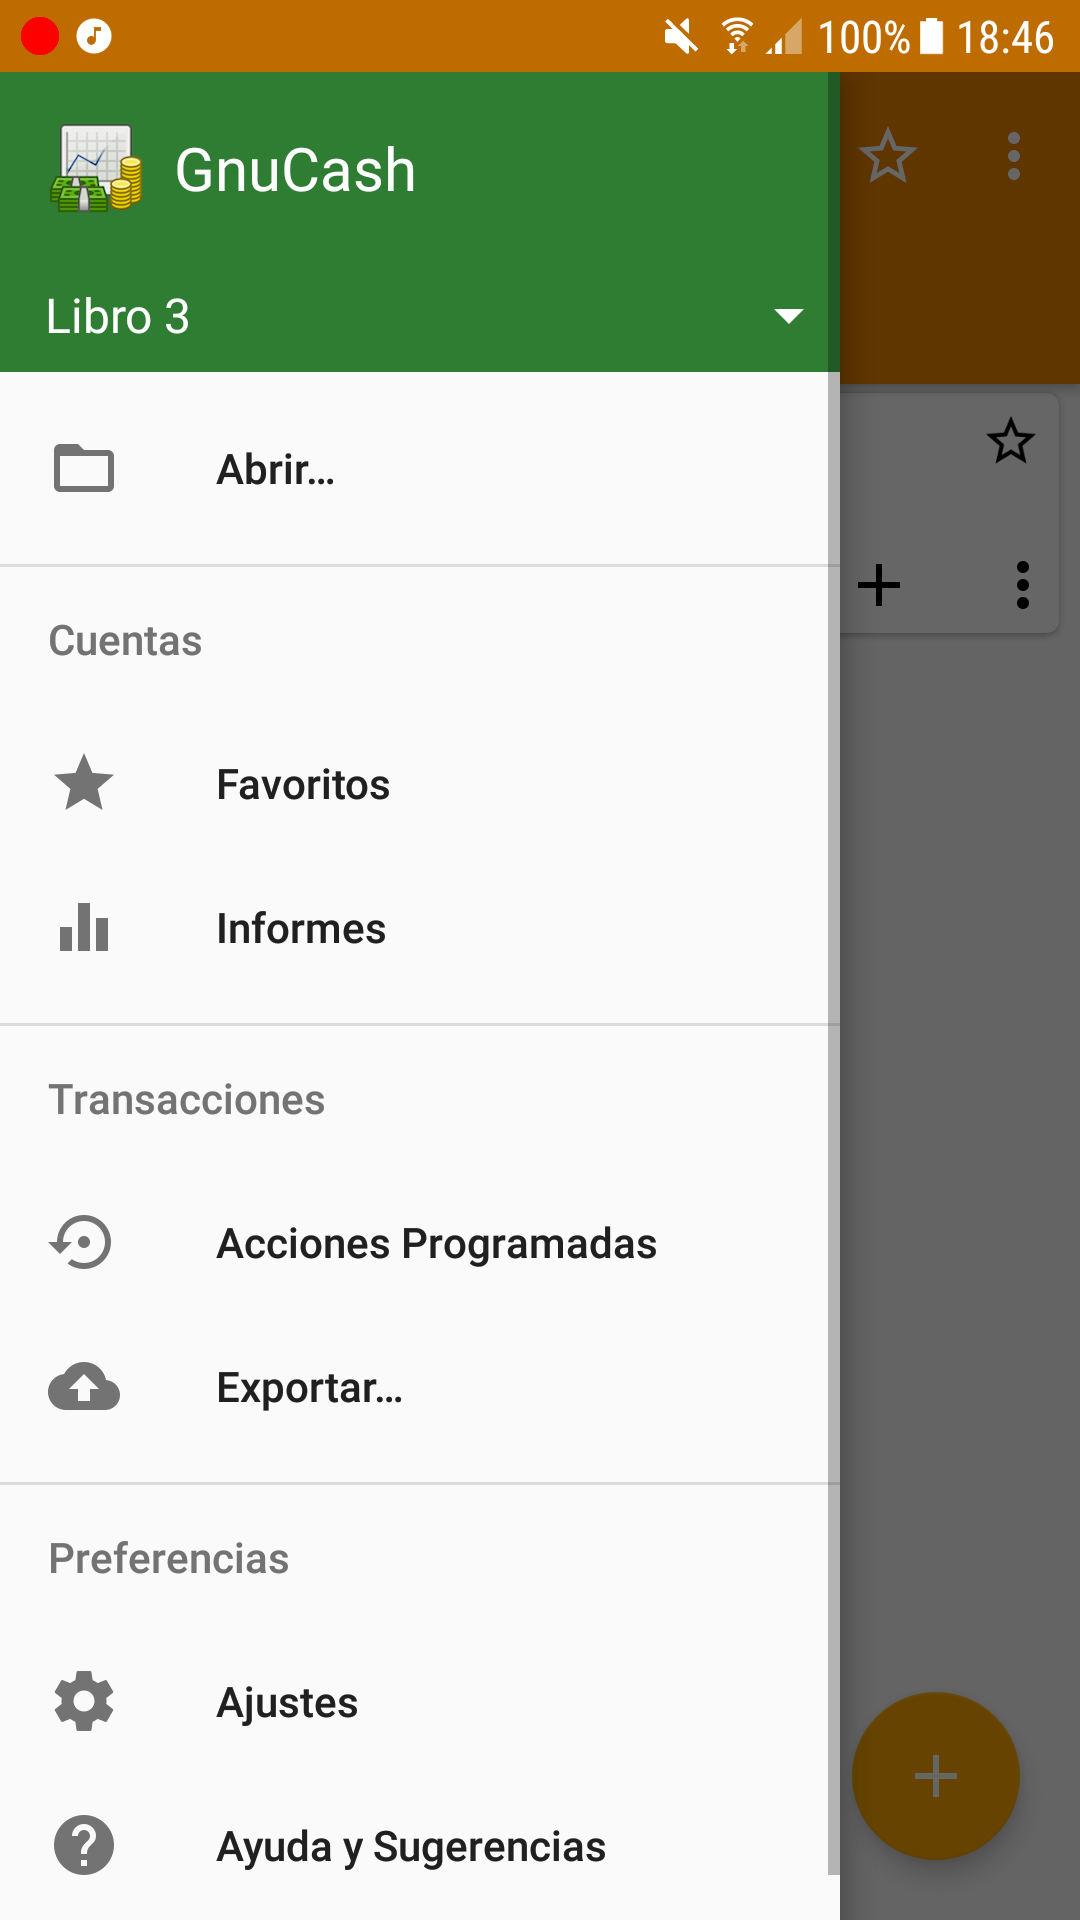 100% 18:46
GnuCash
Libro 3
Abrir...
Cuentas
Favoritos
Informes
Transacciones
Acciones Programadas
Exportar...
Preferencias
Ajustes
Ayuda y Sugerencias